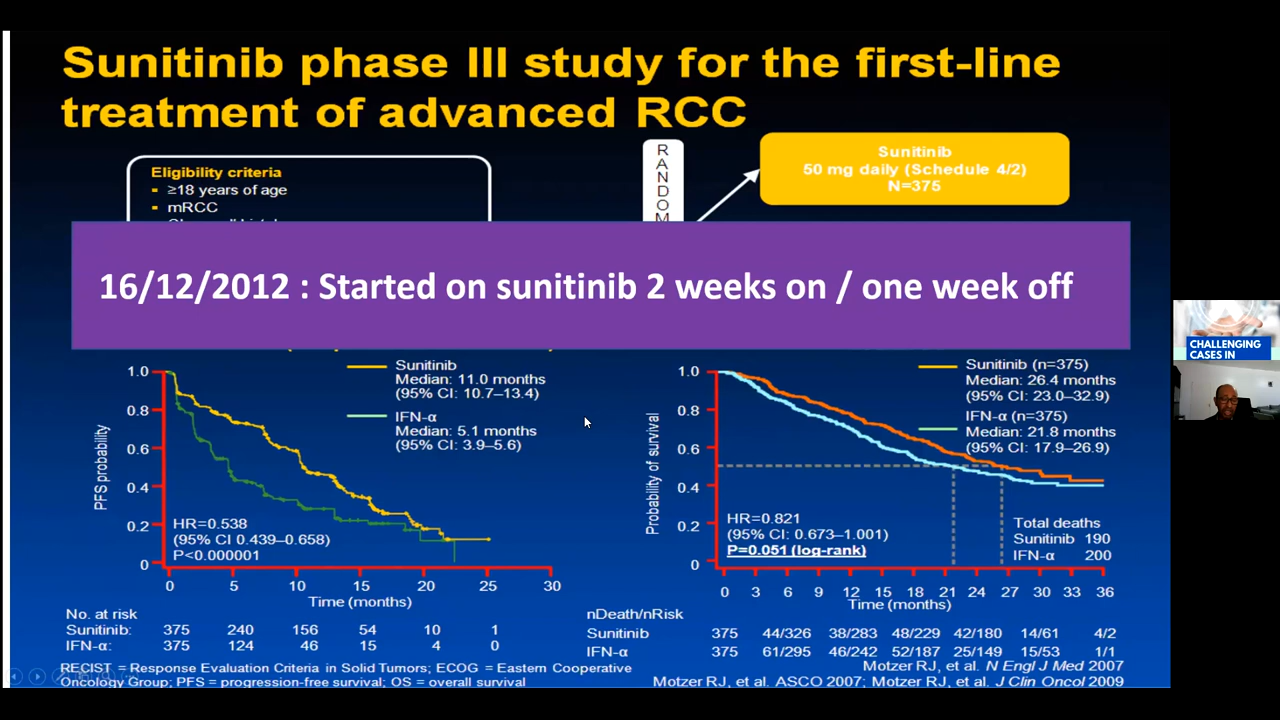 Sunitinib phase III study for the first-line
treatment of advanced RCC
Eligibility criteria
≥18 years of age
mRCC
R
A
N
D
O
M
Sunitinib
50 mg daily (Schedule 4/2)
N=375
16/12/2012 : Started on sunitinib 2 weeks on / one week off
Sunitinib
Median: 11.0 months
(95% CI: 10.7–13.4)
IFN-α
Median: 5.1 months
(95% CI: 3.9–5.6)
PFS probability
1.0
0.8
0.6
0.4
0.2
0
HR=0.538
(95% CI 0.439–0.658)
P<0.000001
0 5 10 15 20 25 30
Time (months)
No. at risk
Sunitinib: 375 240 156 54 10 1
IFN-α: 375 124 46 15 4 0
Sunitinib (n=375)
Median: 26.4 months
(95% CI: 23.0–32.9)
IFN-α (n=375)
Median: 21.8 months
(95% CI: 17.9–26.9)
Probability of survival
1.0
0.8
0.6
0.4
0.2
0
HR=0.821
(95% CI: 0.673–1.001)
P=0.051 (log-rank)
Total deaths
Sunitinib 190
IFN-α 200
0 3 6 9 12 15 18 21 24 27 30 33 36
Time (months)
nDeath/nRisk
Sunitinib 375 44/326 38/283 48/229 42/180 14/61 4/2
IFN-α 375 61/295 46/242 52/187 25/149 15/53 1/1
RECIST = Response Evaluation Criteria in Solid Tumors; ECOG = Eastern Cooperative
Oncology Group; PFS = progression-free survival; OS = overall survival
Motzer RJ, et al. N Engl J Med 2007
Motzer RJ, et al. ASCO 2007; Motzer RJ, et al. J Clin Oncol 2009
CHALLENGING
CASES IN